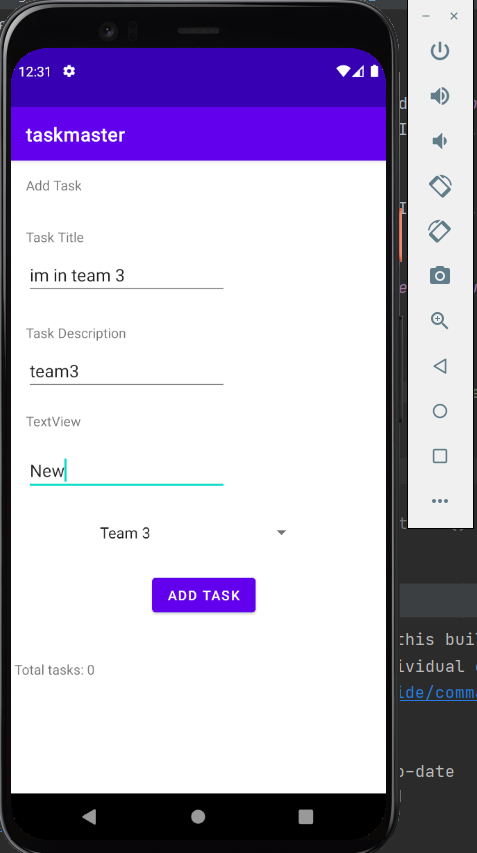 12:31
taskmaster
Add Task
Task Title
im in team 3
Task Description
team3
TextView
New
Team 3
ADD TASK
Total tasks: 0
this bui
ividual
ide/comma
-date